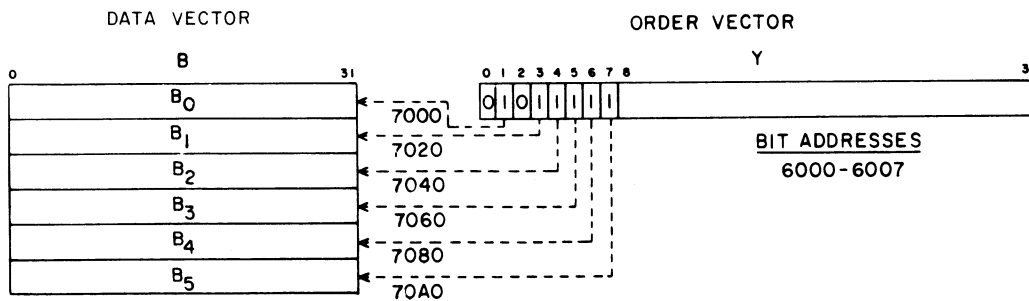 DATA VECTOR
ORDER VECTOR
B
Y
0 31
0 1 2 3 4 5 6 7 8 3
B0
0 1 0 1 1 1 1 1
7000
B1
7020
BIT ADDRESSES
B2
7040
6000-6007
B3
7060
B4
7080
B5
70A0